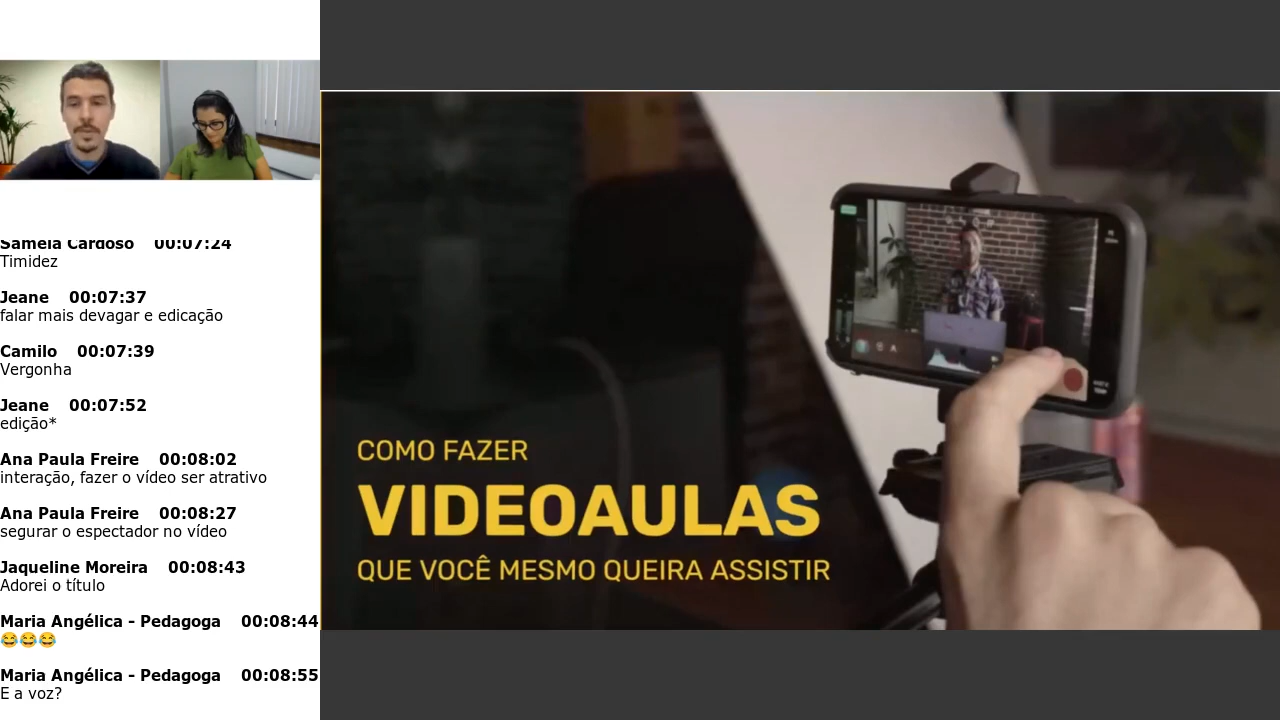 Samela Cardoso 00:07:24
Timidez
Jeane 00:07:37
falar mais devagar e edicação
Camilo 00:07:39
Vergonha
Jeane 00:07:52
edição*
Ana Paula Freire 00:08:02
interação, fazer o vídeo ser atrativo
Ana Paula Freire 00:08:27
segurar o espectador no vídeo
Jaqueline Moreira 00:08:43
Adorei o título
Maria Angélica – Pedagoga 00:08:44
😂😂😂
Maria Angélica – Pedagoga 00:08:55
E a voz?
COMO FAZER
VIDEOAULAS
QUE VOCÊ MESMO QUEIRA ASSISTIR